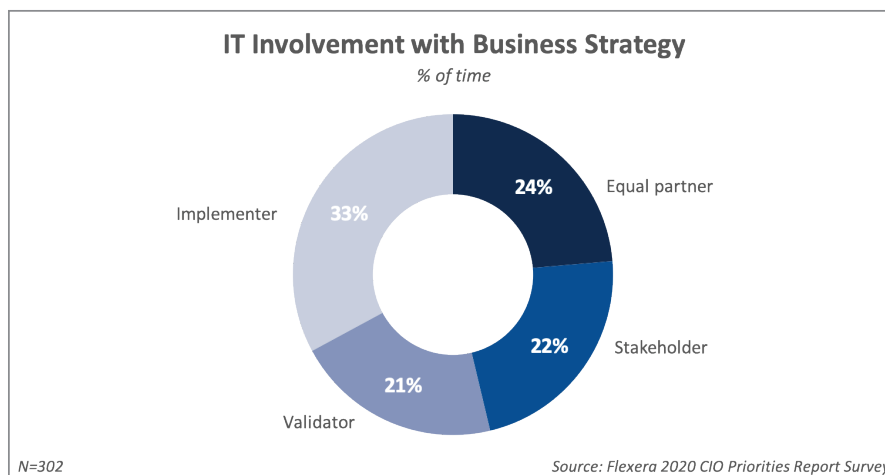 IT Involvement with Business Strategy
% of time
24%
Equal partner
Implementer
33%
22%
Stakeholder
21%
Validator
N=302
Source: Flexera 2020 CIO Priorities Report Survey